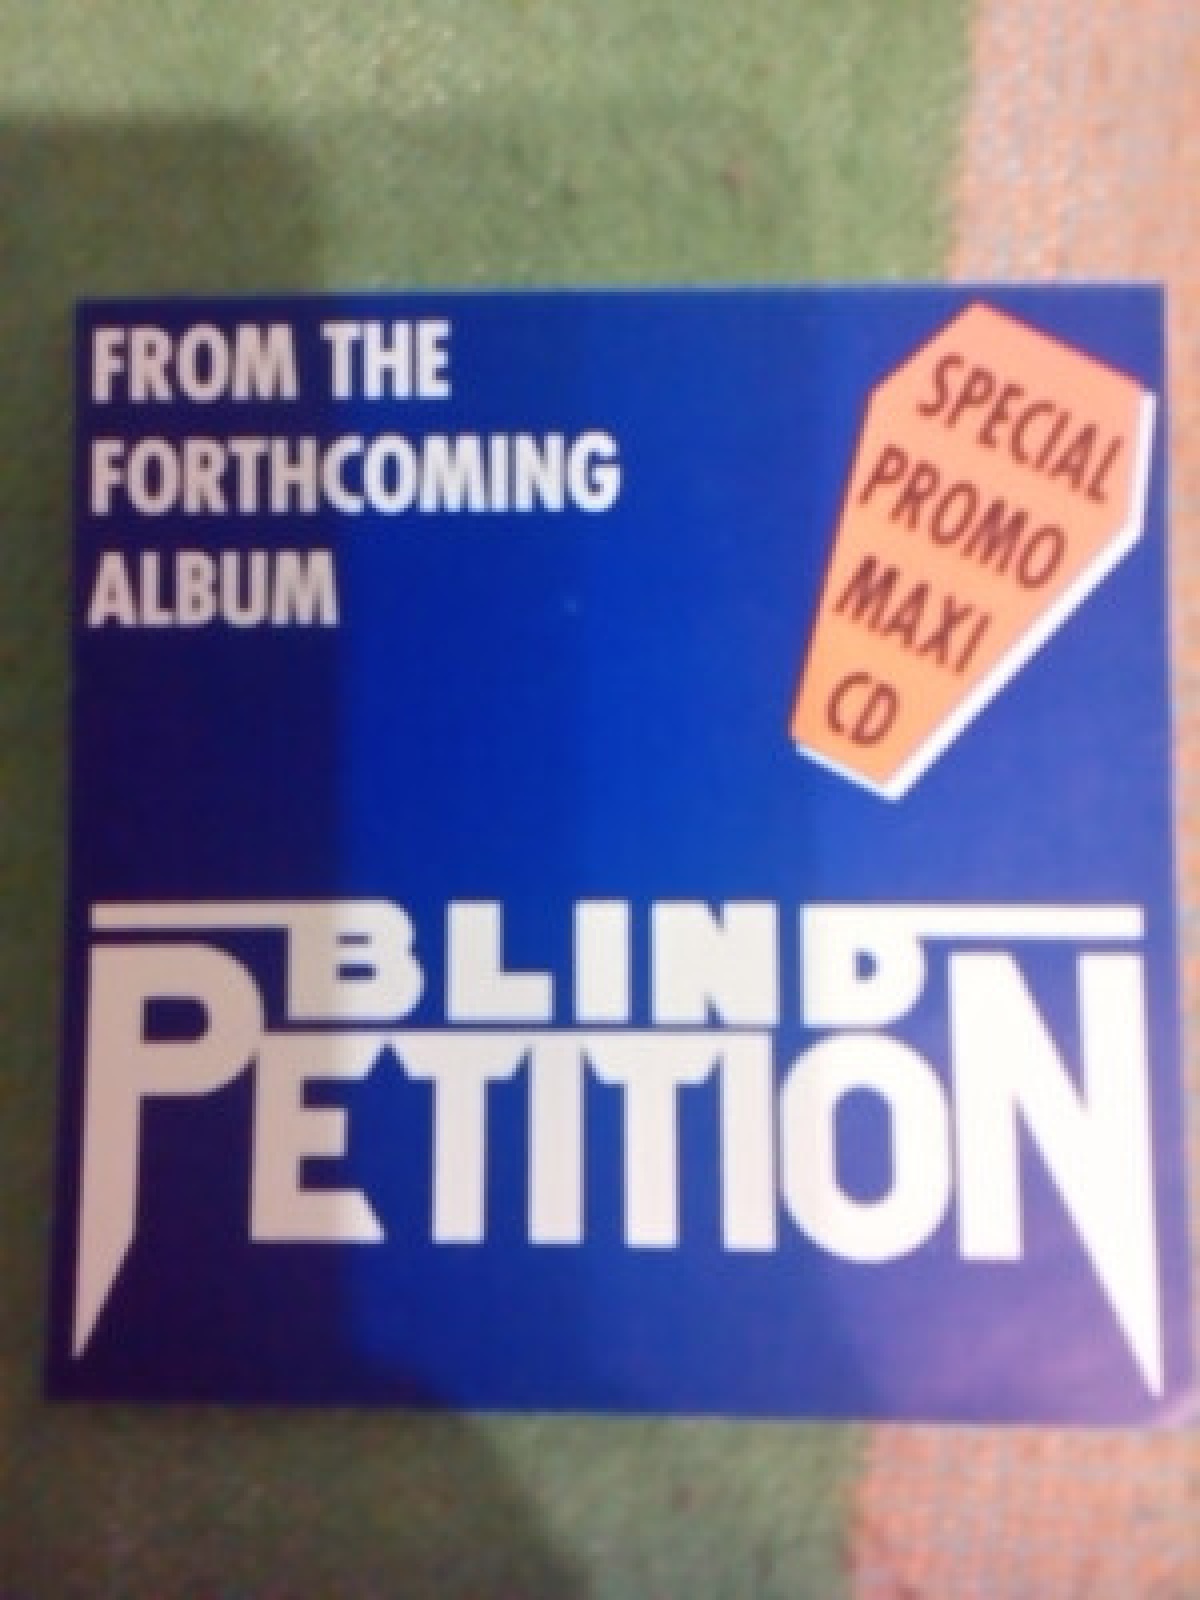 FROM THE
FORTHCOMING
ALBUM
SPECIAL
PROMO
MAXI
CD
BLIND
PETITION